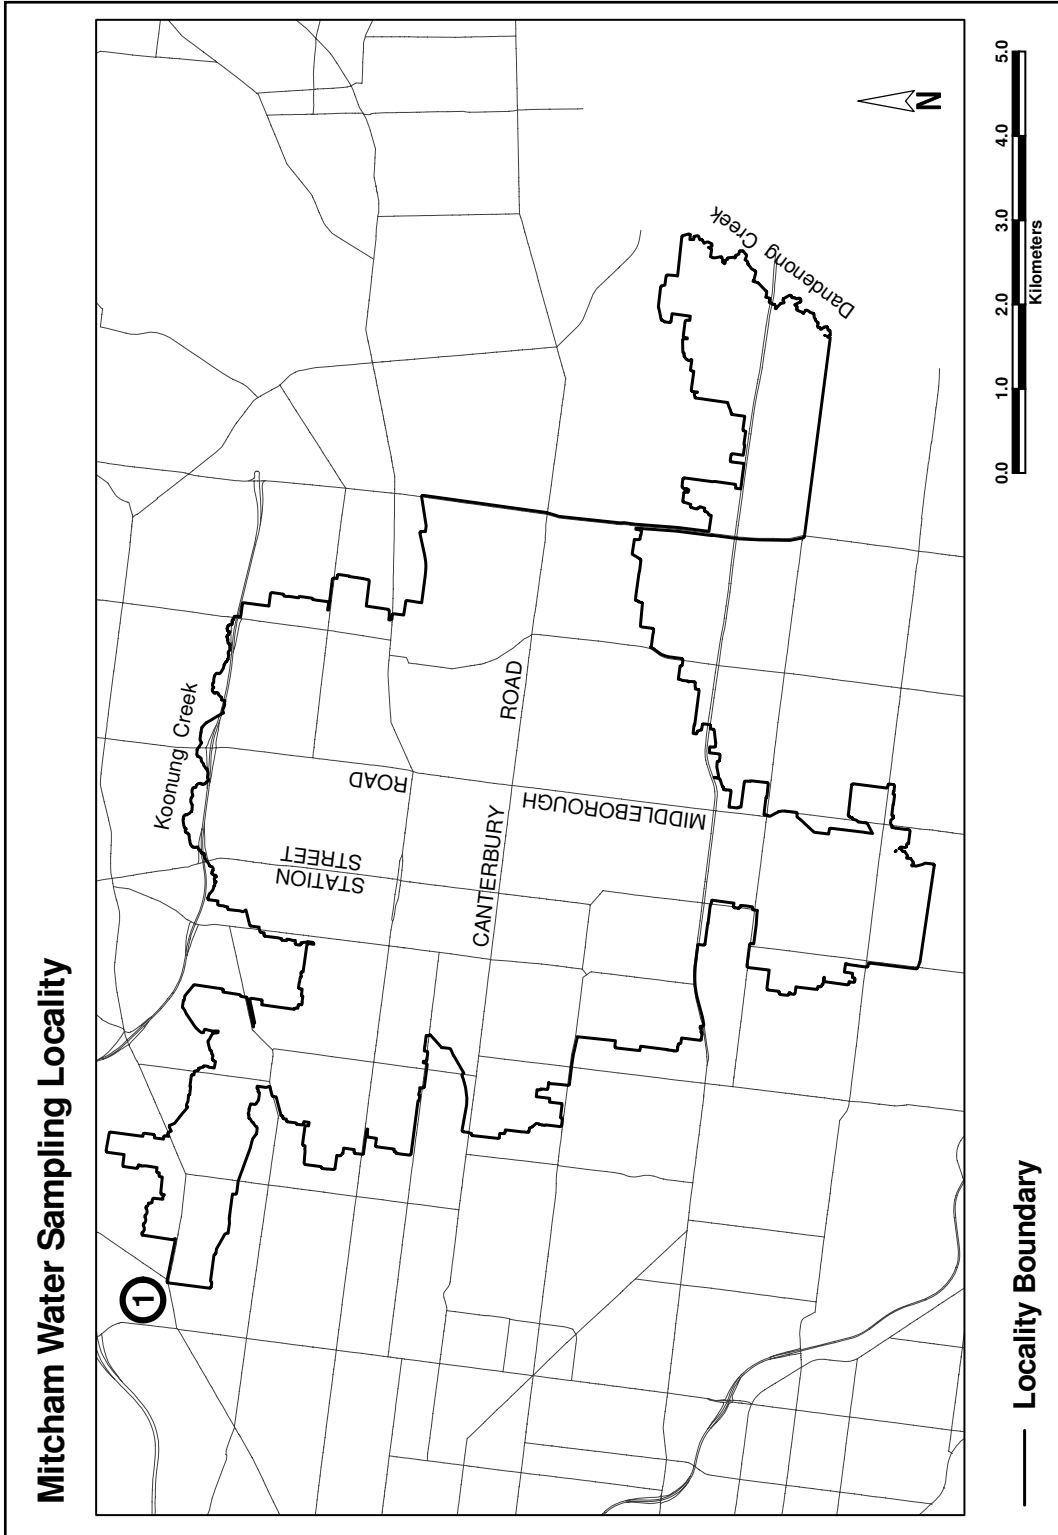 Mitcham Water Sampling Locality
1
Koonung Creek
STATION
STREET
ROAD
CANTERBURY
ROAD
MIDDLEBOROUGH
Dandenong Creek
N
Locality Boundary
0.0 1.0 2.0 3.0 4.0 5.0
Kilometers